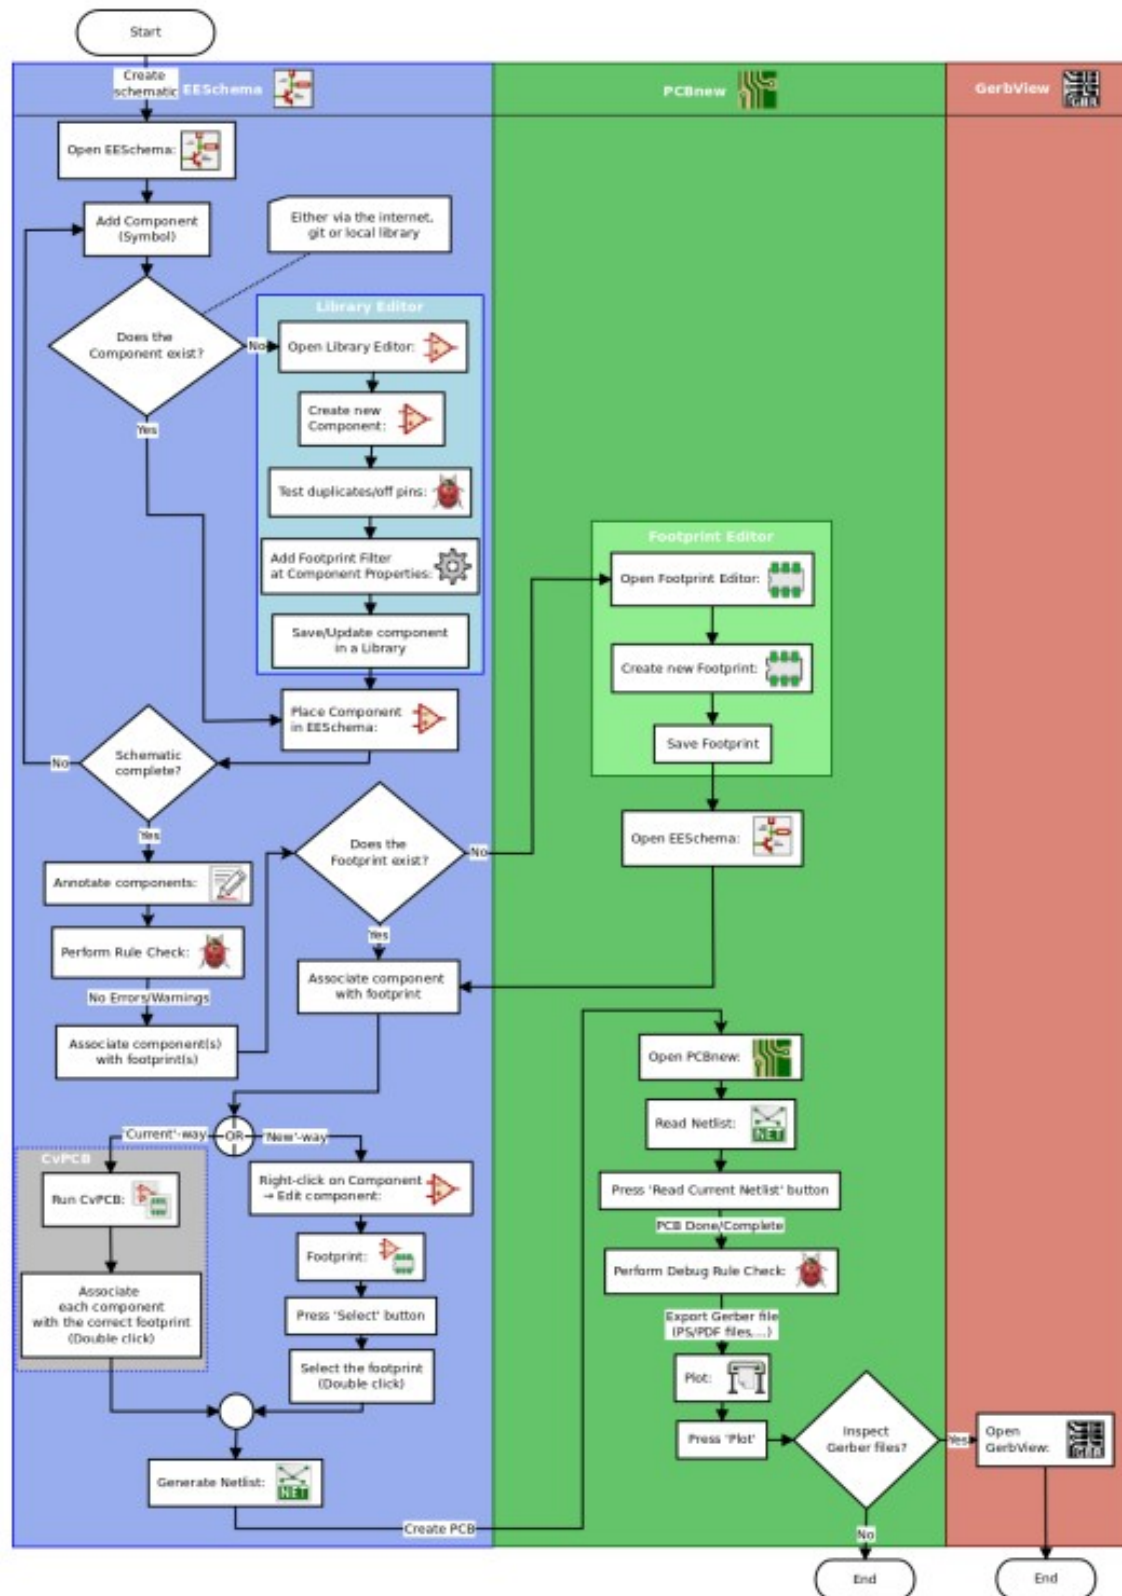 Start
Create
schematic
EESchema
PCBnew
GerbView
Open EESchema:
Add Component
(Symbol)
Either via the internet,
git or local library
Does the
Component exist?
No
Yes
Library Editor
Open Library Editor:
Create new
Component:
Test duplicates/off pins:
Add Footprint Filter
at Component Properties:
Save/Update component
in a Library
Place Component
in EESchema:
Schematic
complete?
No
Yes
Annotate components:
Perform Rule Check:
No Errors/Warnings
Associate component(s)
with footprint(s)
Does the
Footprint exist?
No
Yes
Footprint Editor
Open Footprint Editor:
Create new Footprint:
Save Footprint
Open EESchema:
Associate component
with footprint
OR
'Current'-way
'New'-way
CvPCB
Run CvPCB:
Associate
each component
with the correct footprint
(Double click)
Right-click on Component
→ Edit component:
Footprint:
Press 'Select' button
Select the footprint
(Double click)
Generate Netlist:
NET
Create PCB
Open PCBnew:
Read Netlist:
NET
Press 'Read Current Netlist' button
PCB Done/Complete
Perform Debug Rule Check:
Export Gerber file
(PS/PDF files,...)
Plot:
Press 'Plot'
Inspect
Gerber files?
Yes
No
Open
GerbView:
End
End